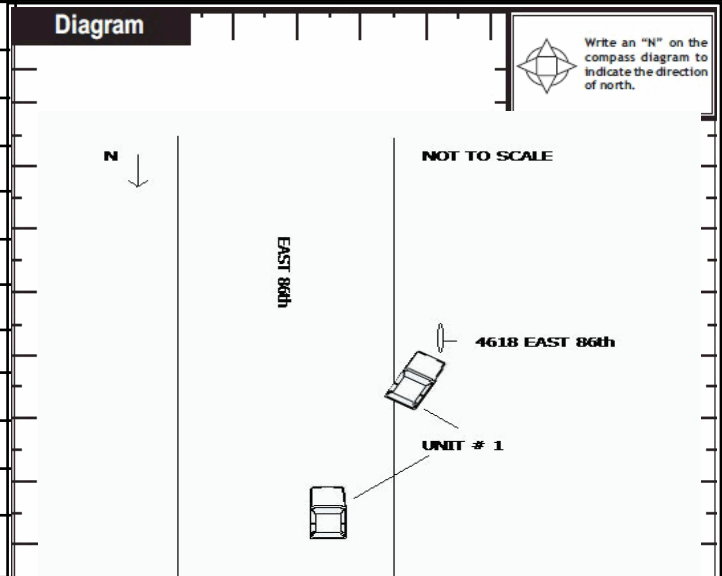 Diagram
Write an “N” on the
compass diagram to
indicate the direction
of north.
N
NOT TO SCALE
EAST 86th
4618 EAST 86th
UNIT # 1